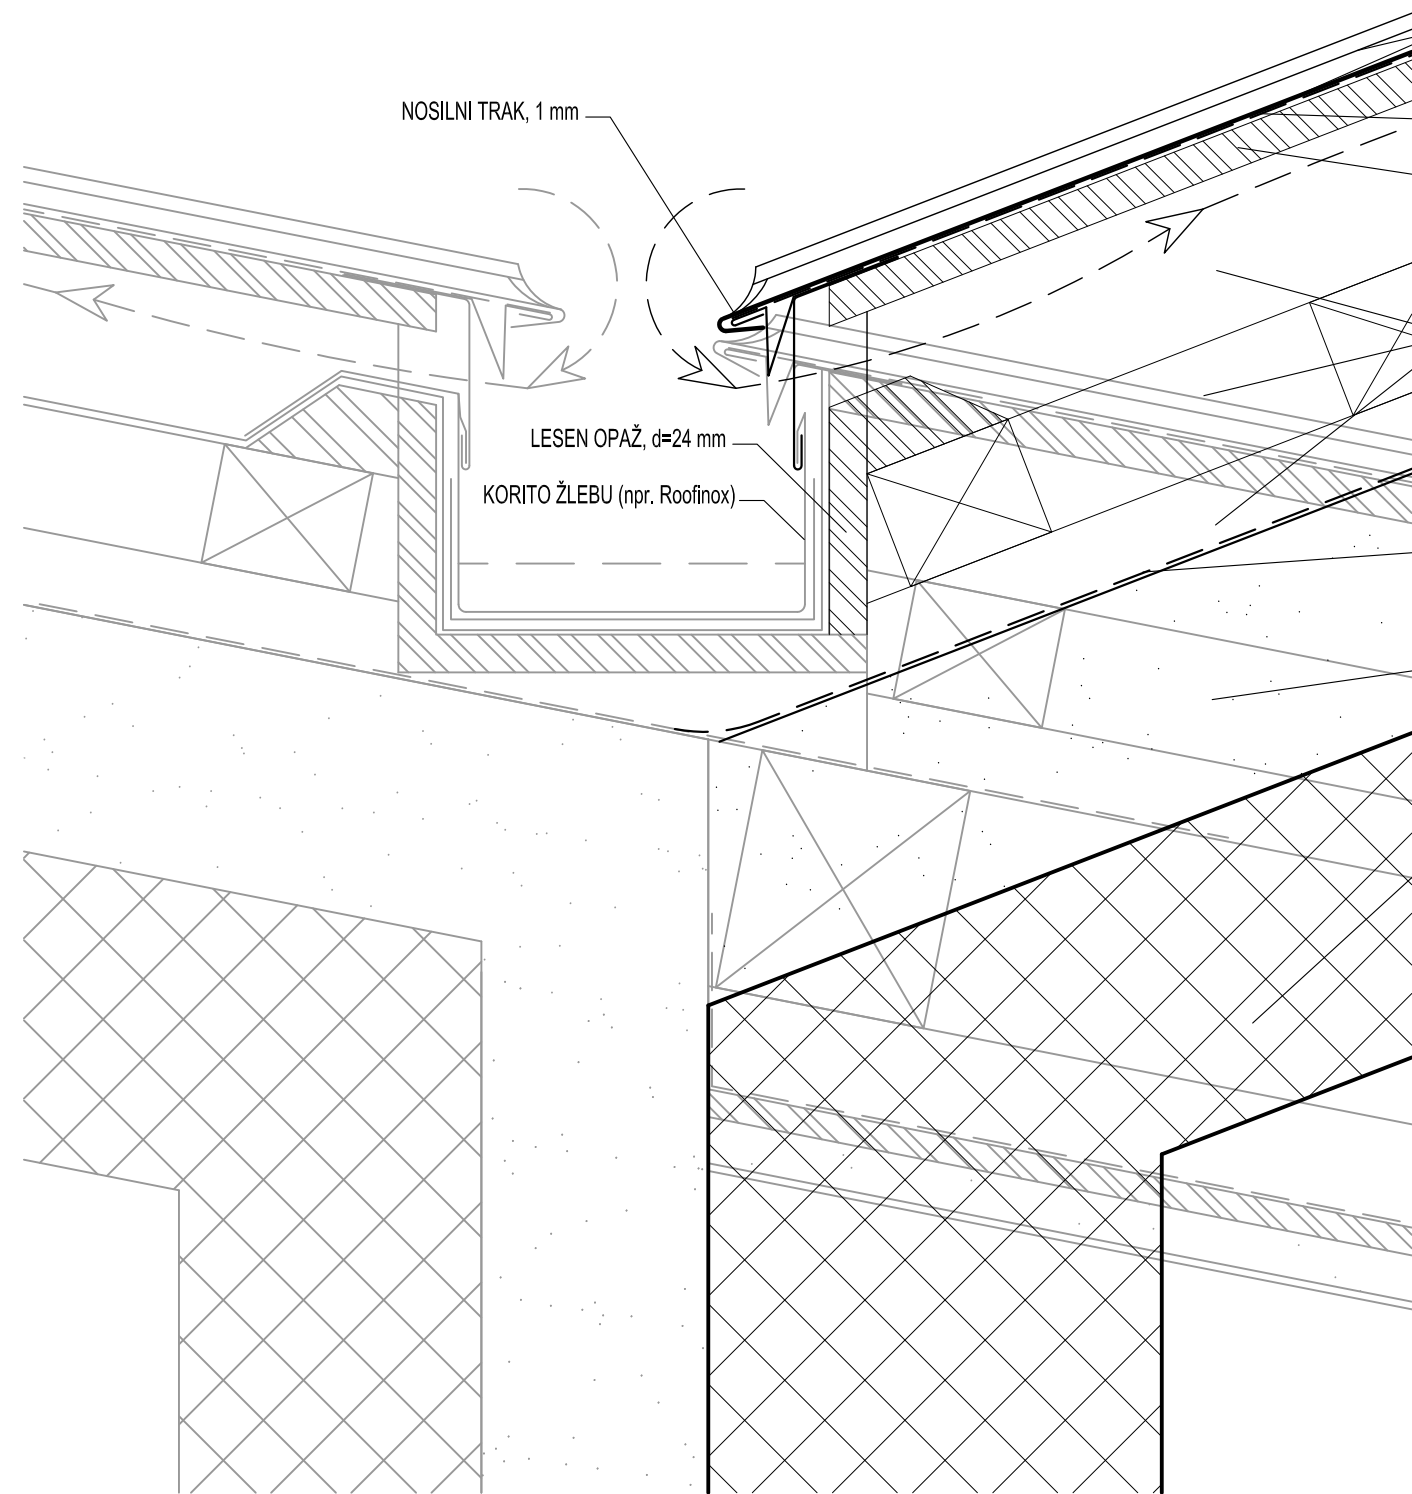 NOSILNI TRAK, 1 mm
LESEN OPAŽ, d=24 mm
KORITO ŽLEBU (npr. Roofinox)